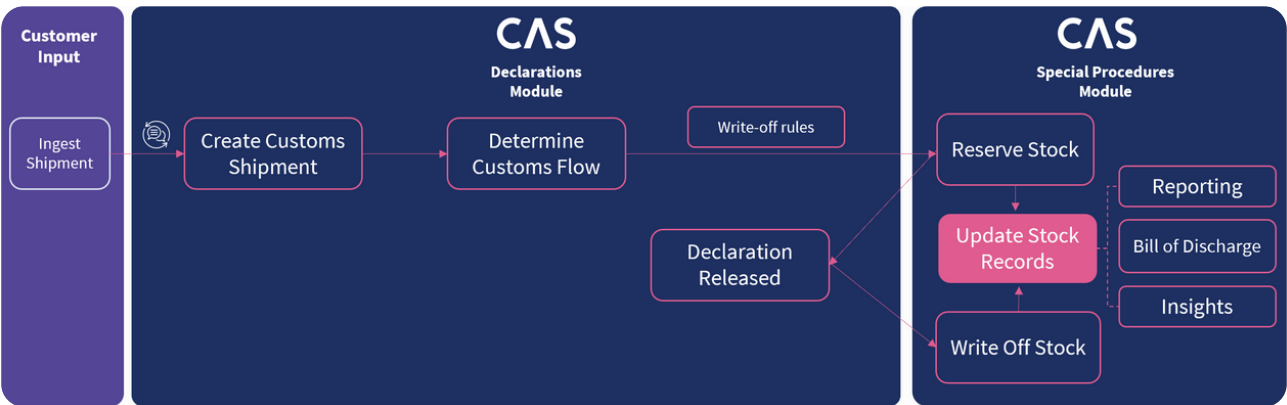 Customer
Input
Ingest
Shipment
CAS
Declarations
Module
Create Customs
Shipment
Determine
Customs Flow
Write-off rules
Declaration
Released
CAS
Special Procedures
Module
Reserve Stock
Update Stock
Records
Write Off Stock
Reporting
Bill of Discharge
Insights